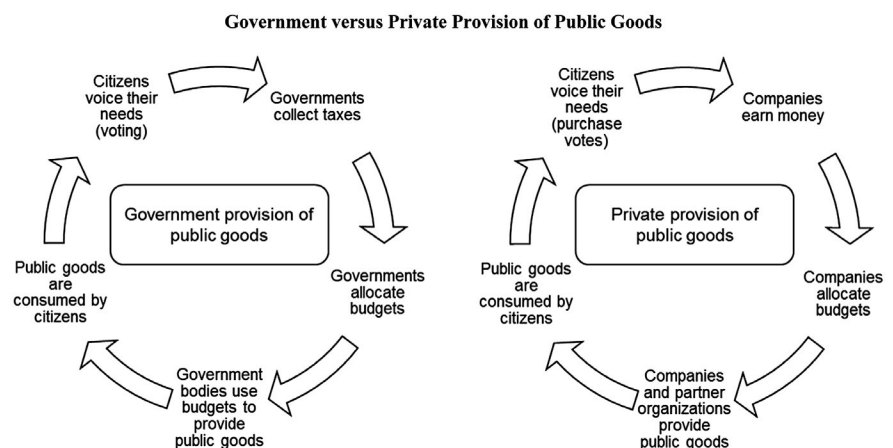 Government versus Private Provision of Public Goods
Citizens
voice their
needs
(voting)
Governments
collect taxes
Governments
allocate
budgets
Government
bodies use
budgets to
provide
public goods
Public goods
are
consumed by
citizens
Government provision of
public goods
Citizens
voice their
needs
(purchase
votes)
Companies
earn money
Companies
allocate
budgets
Companies
and partner
organizations
provide
public goods
Public goods
are
consumed by
citizens
Private provision of
public goods